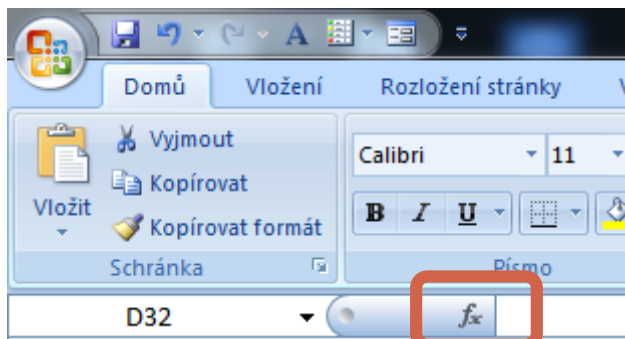 A
Domů Vložení Rozložení stránky
Vyjmout
Calibri 11
Kopírovat
Vložit
Kopírovat formát
B I U
Schránka Písmo
D32 fx